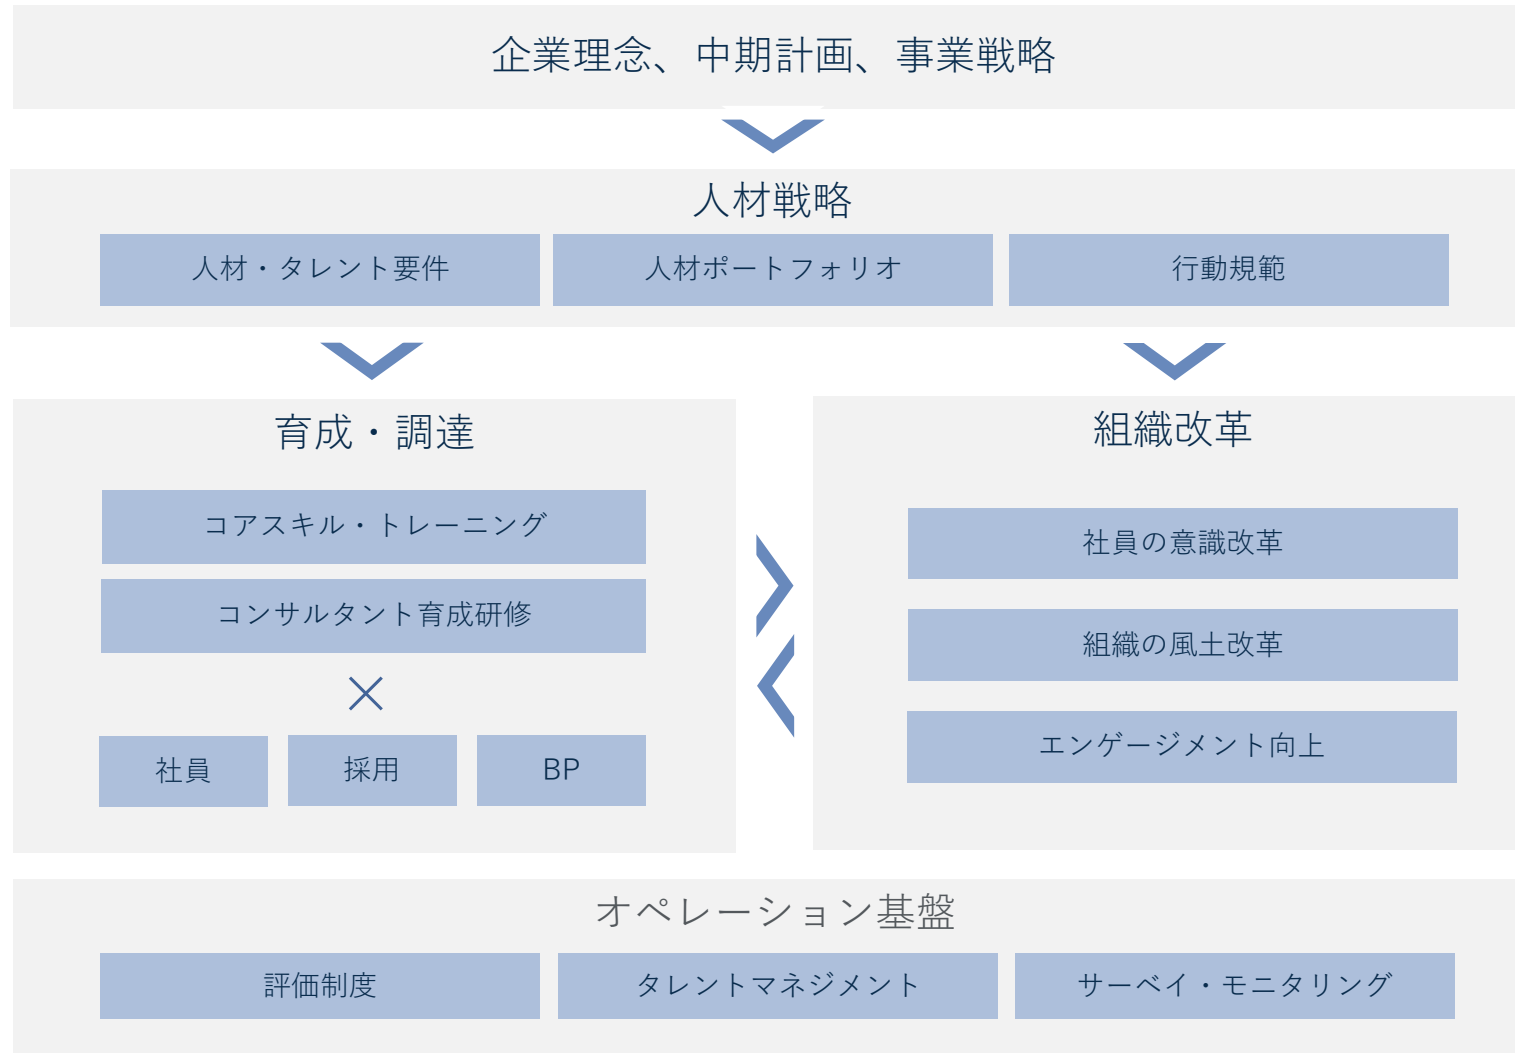 企業理念、中期計画、事業戦略
人材戦略
人材・タレント要件
人材ポートフォリオ
行動規範
育成・調達
コアスキル・トレーニング
コンサルタント育成研修
×
社員
採用
BP
組織改革
社員の意識改革
組織の風土改革
エンゲージメント向上
オペレーション基盤
評価制度
タレントマネジメント
サーベイ・モニタリング